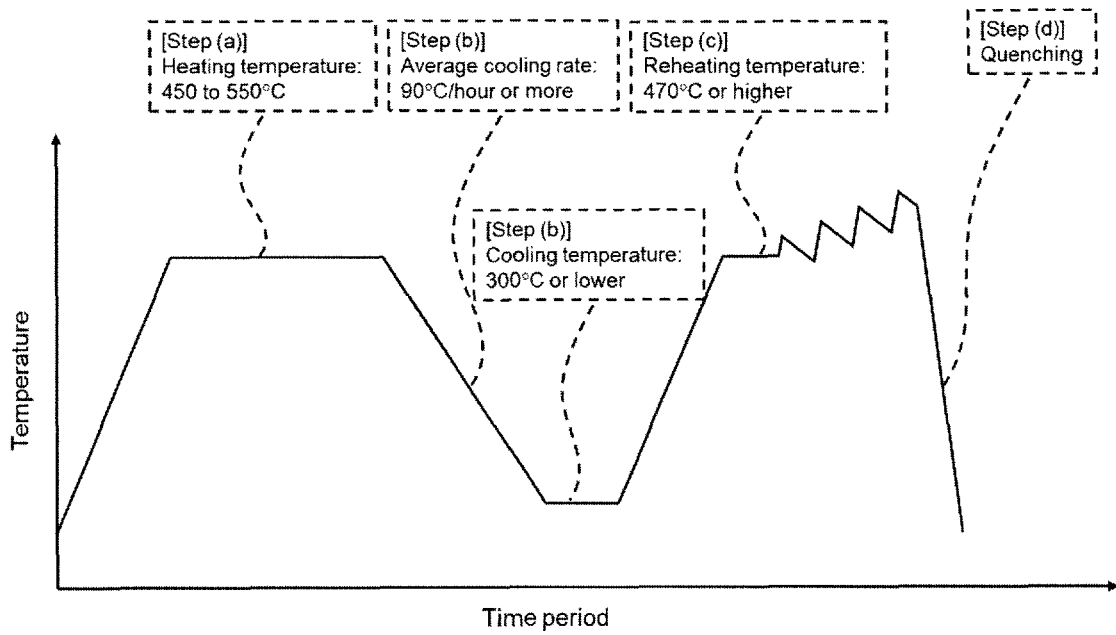 [Step (a)]
Heating temperature:
450 to 550°C
[Step (b)]
Average cooling rate:
90°C/hour or more
[Step (c)]
Reheating temperature:
470°C or higher
[Step (d)]
Quenching
[Step (b)]
Cooling temperature:
300°C or lower
Temperature
Time period